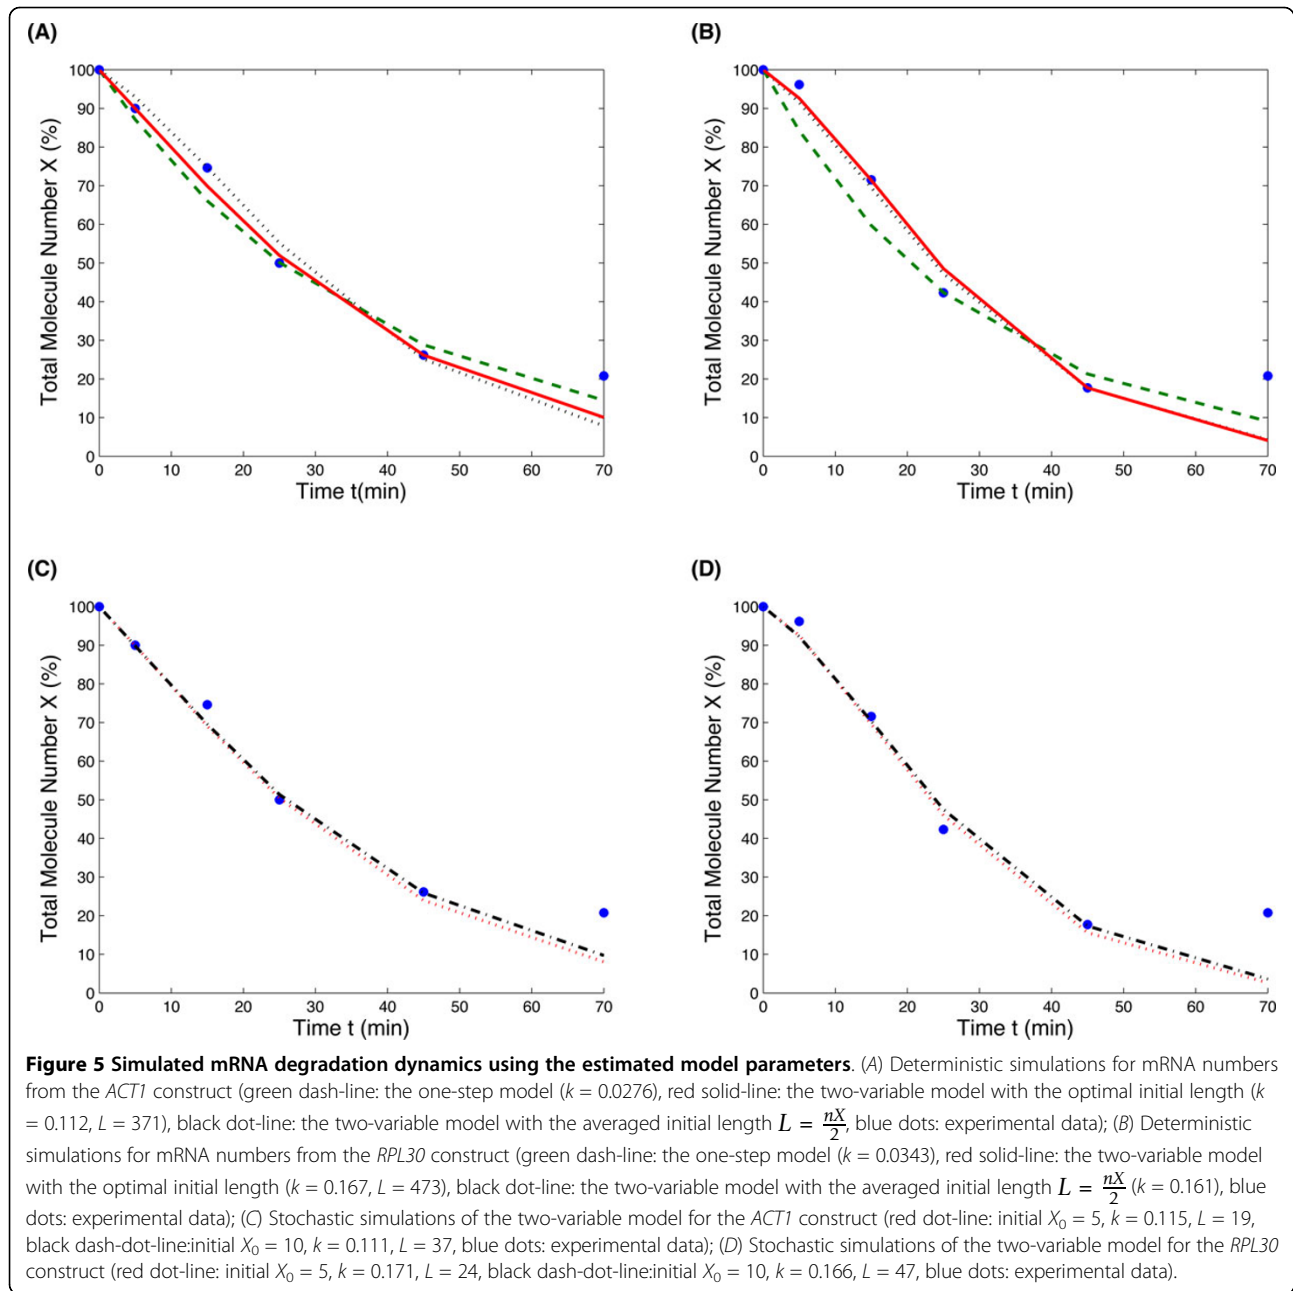 (A)
(B)
100
90
80
70
60
50
40
30
20
10
0
Total Molecule Number X (%)
0 10 20 30 40 50 60 70
Time t(min)
100
90
80
70
60
50
40
30
20
10
0
Total Molecule Number X (%)
0 10 20 30 40 50 60 70
Time t (min)
(C)
(D)
100
90
80
70
60
50
40
30
20
10
0
Total Molecule Number X (%)
0 10 20 30 40 50 60 70
Time t (min)
100
90
80
70
60
50
40
30
20
10
0
Total Molecule Number X (%)
0 10 20 30 40 50 60 70
Time t (min)
Figure 5 Simulated mRNA degradation dynamics using the estimated model parameters. (A) Deterministic simulations for mRNA numbers
from the ACT1 construct (green dash-line: the one-step model (k = 0.0276), red solid-line: the two-variable model with the optimal initial length (k
= 0.112, L = 371), black dot-line: the two-variable model with the averaged initial length L = nX/2, blue dots: experimental data); (B) Deterministic
simulations for mRNA numbers from the RPL30 construct (green dash-line: the one-step model (k = 0.0343), red solid-line: the two-variable model
with the optimal initial length (k = 0.167, L = 473), black dot-line: the two-variable model with the averaged initial length L = nX/2 (k = 0.161), blue
dots: experimental data); (C) Stochastic simulations of the two-variable model for the ACT1 construct (red dot-line: initial X₀ = 5, k = 0.115, L = 19,
black dash-dot-line:initial X₀ = 10, k = 0.111, L = 37, blue dots: experimental data); (D) Stochastic simulations of the two-variable model for the RPL30
construct (red dot-line: initial X₀ = 5, k = 0.171, L = 24, black dash-dot-line:initial X₀ = 10, k = 0.166, L = 47, blue dots: experimental data).